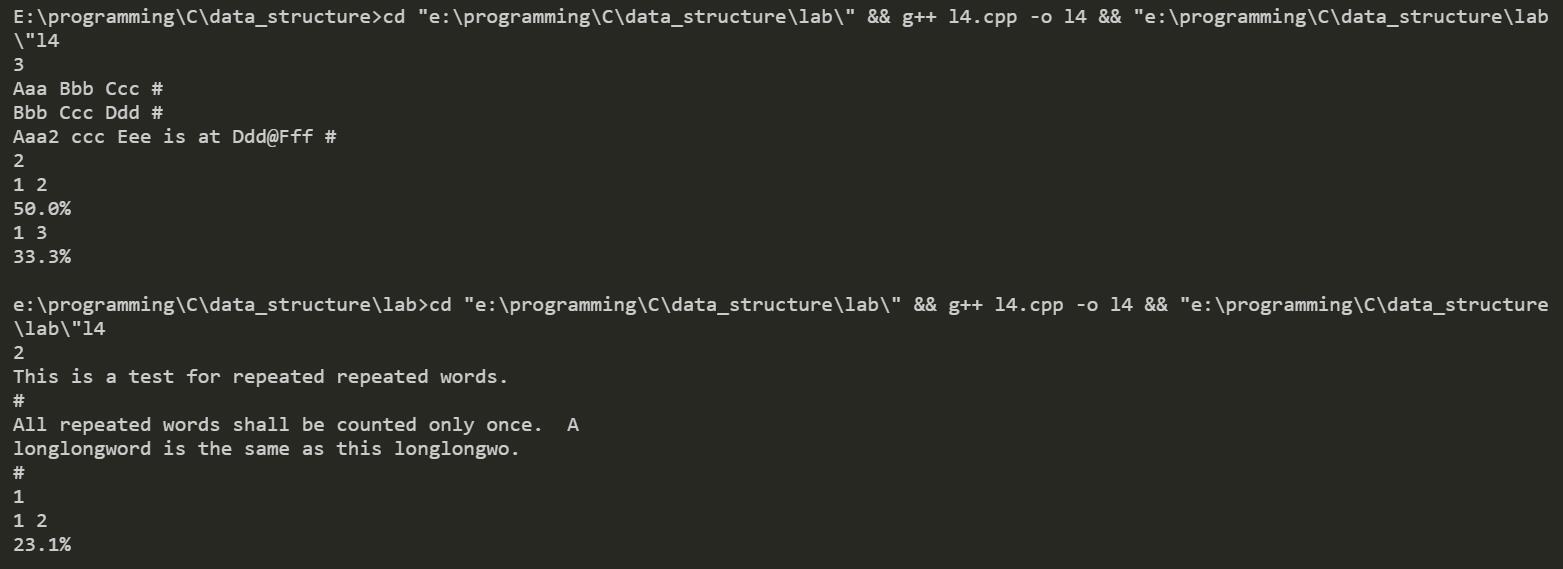 E:\programming\C\data_structure>cd "e:\programming\C\data_structure\lab\" && g++ l4.cpp -o l4 && "e:\programming\C\data_structure\lab
\"l4
3
Aaa Bbb Ccc #
Bbb Ccc Ddd #
Aaa2 ccc Eee is at Ddd@Fff #
2
1 2
50.0%
1 3
33.3%
e:\programming\C\data_structure\lab>cd "e:\programming\C\data_structure\lab\" && g++ l4.cpp -o l4 && "e:\programming\C\data_structure
\lab\"l4
2
This is a test for repeated repeated words.
#
All repeated words shall be counted only once.  A
longlongword is the same as this longlongwo.
#
1
1 2
23.1%